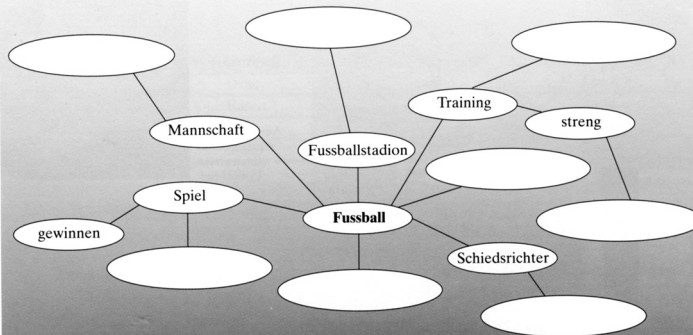 Training
streng
Mannschaft
Fussballstadion
Spiel
Fussball
gewinnen
Schiedsrichter